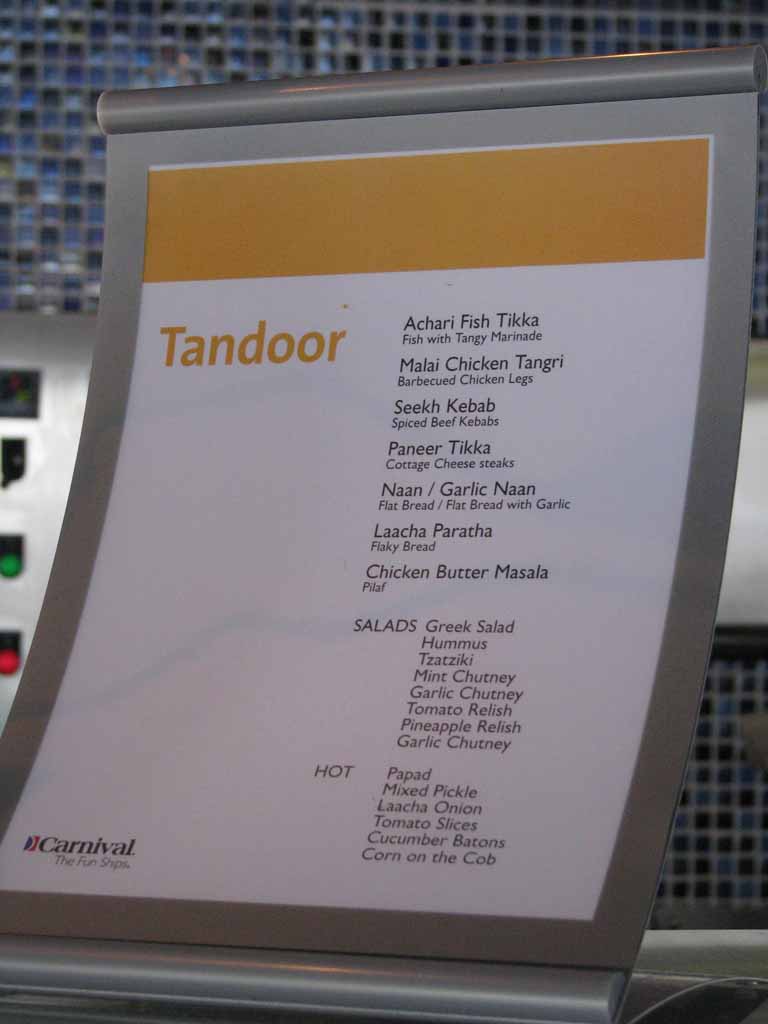 Tandoor
Achari Fish Tikka
Fish with Tangy Marinade
Malai Chicken Tangri
Barbecued Chicken Legs
Seekh Kebab
Spiced Beef Kebabs
Paneer Tikka
Cottage Cheese steaks
Naan / Garlic Naan
Flat Bread / Flat Bread with Garlic
Laacha Paratha
Flaky Bread
Chicken Butter Masala
Pilaf
SALADS Greek Salad
Hummus
Tzatziki
Mint Chutney
Garlic Chutney
Tomato Relish
Pineapple Relish
Garlic Chutney
HOT Papad
Mixed Pickle
Laacha Onion
Tomato Slices
Cucumber Batons
Corn on the Cob
Carnival.
The Fun Ships.